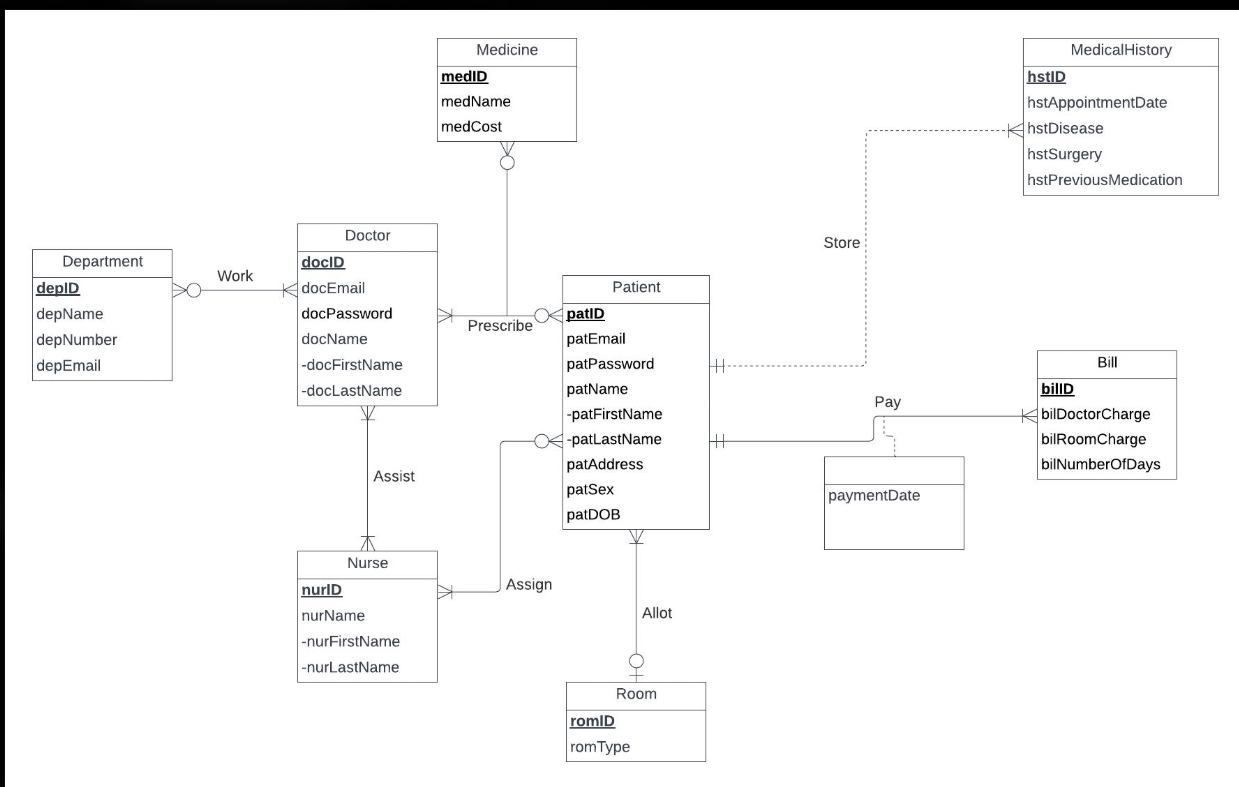 Medicine
medID
medName
medCost
MedicalHistory
hstID
hstAppointmentDate
hstDisease
hstSurgery
hstPreviousMedication
Store
Department
depID
depName
depNumber
depEmail
Work
Doctor
docID
docEmail
docPassword
docName
-docFirstName
-docLastName
Prescribe
Patient
patID
patEmail
patPassword
patName
-patFirstName
-patLastName
patAddress
patSex
patDOB
Pay
Bill
bilID
bilDoctorCharge
bilRoomCharge
bilNumberOfDays
paymentDate
Assist
Nurse
nurID
nurName
-nurFirstName
-nurLastName
Assign
Allot
Room
romID
romType